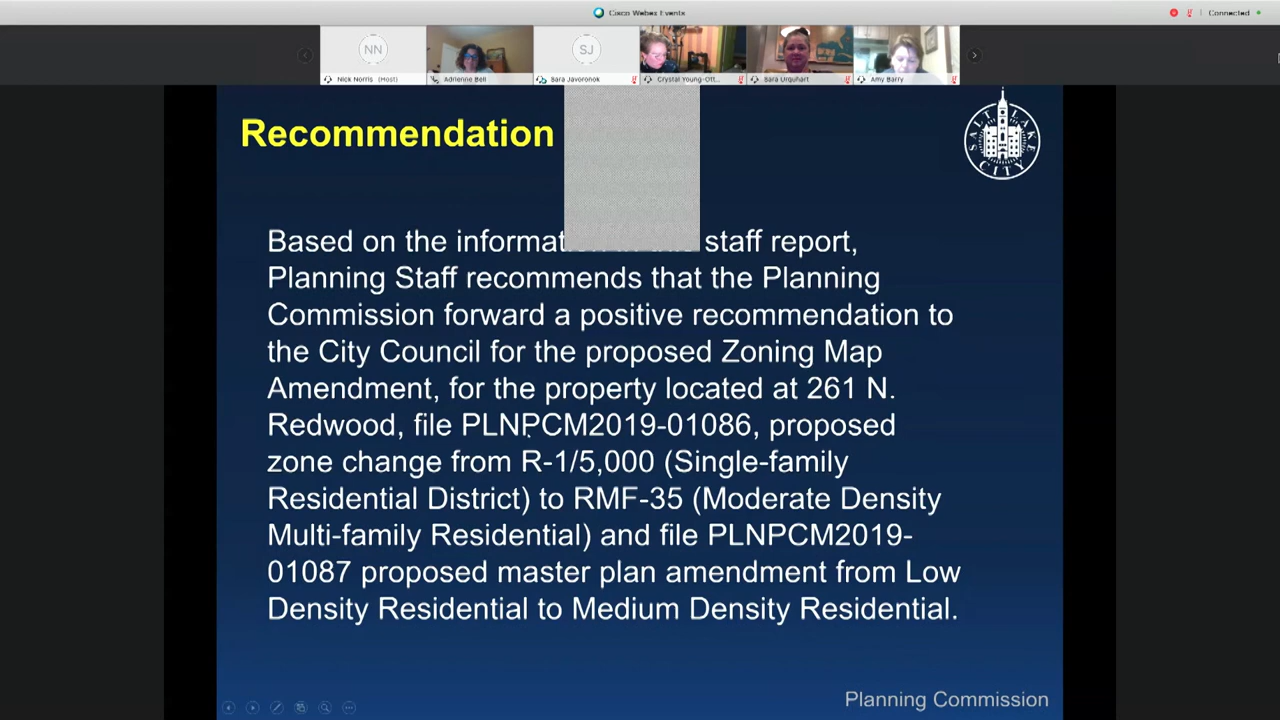 Cisco Webex Events
Connected
NN
SJ
Nick Norris (Host)
Adrienne Bell
Sara Javoronok
Crystal Young-Ott...
Sara Urquhart
Amy Barry
Recommendation
SALT LAKE CITY
Based on the informat staff report,
Planning Staff recommends that the Planning
Commission forward a positive recommendation to
the City Council for the proposed Zoning Map
Amendment, for the property located at 261 N.
Redwood, file PLNPCM2019-01086, proposed
zone change from R-1/5,000 (Single-family
Residential District) to RMF-35 (Moderate Density
Multi-family Residential) and file PLNPCM2019-
01087 proposed master plan amendment from Low
Density Residential to Medium Density Residential.
Planning Commission